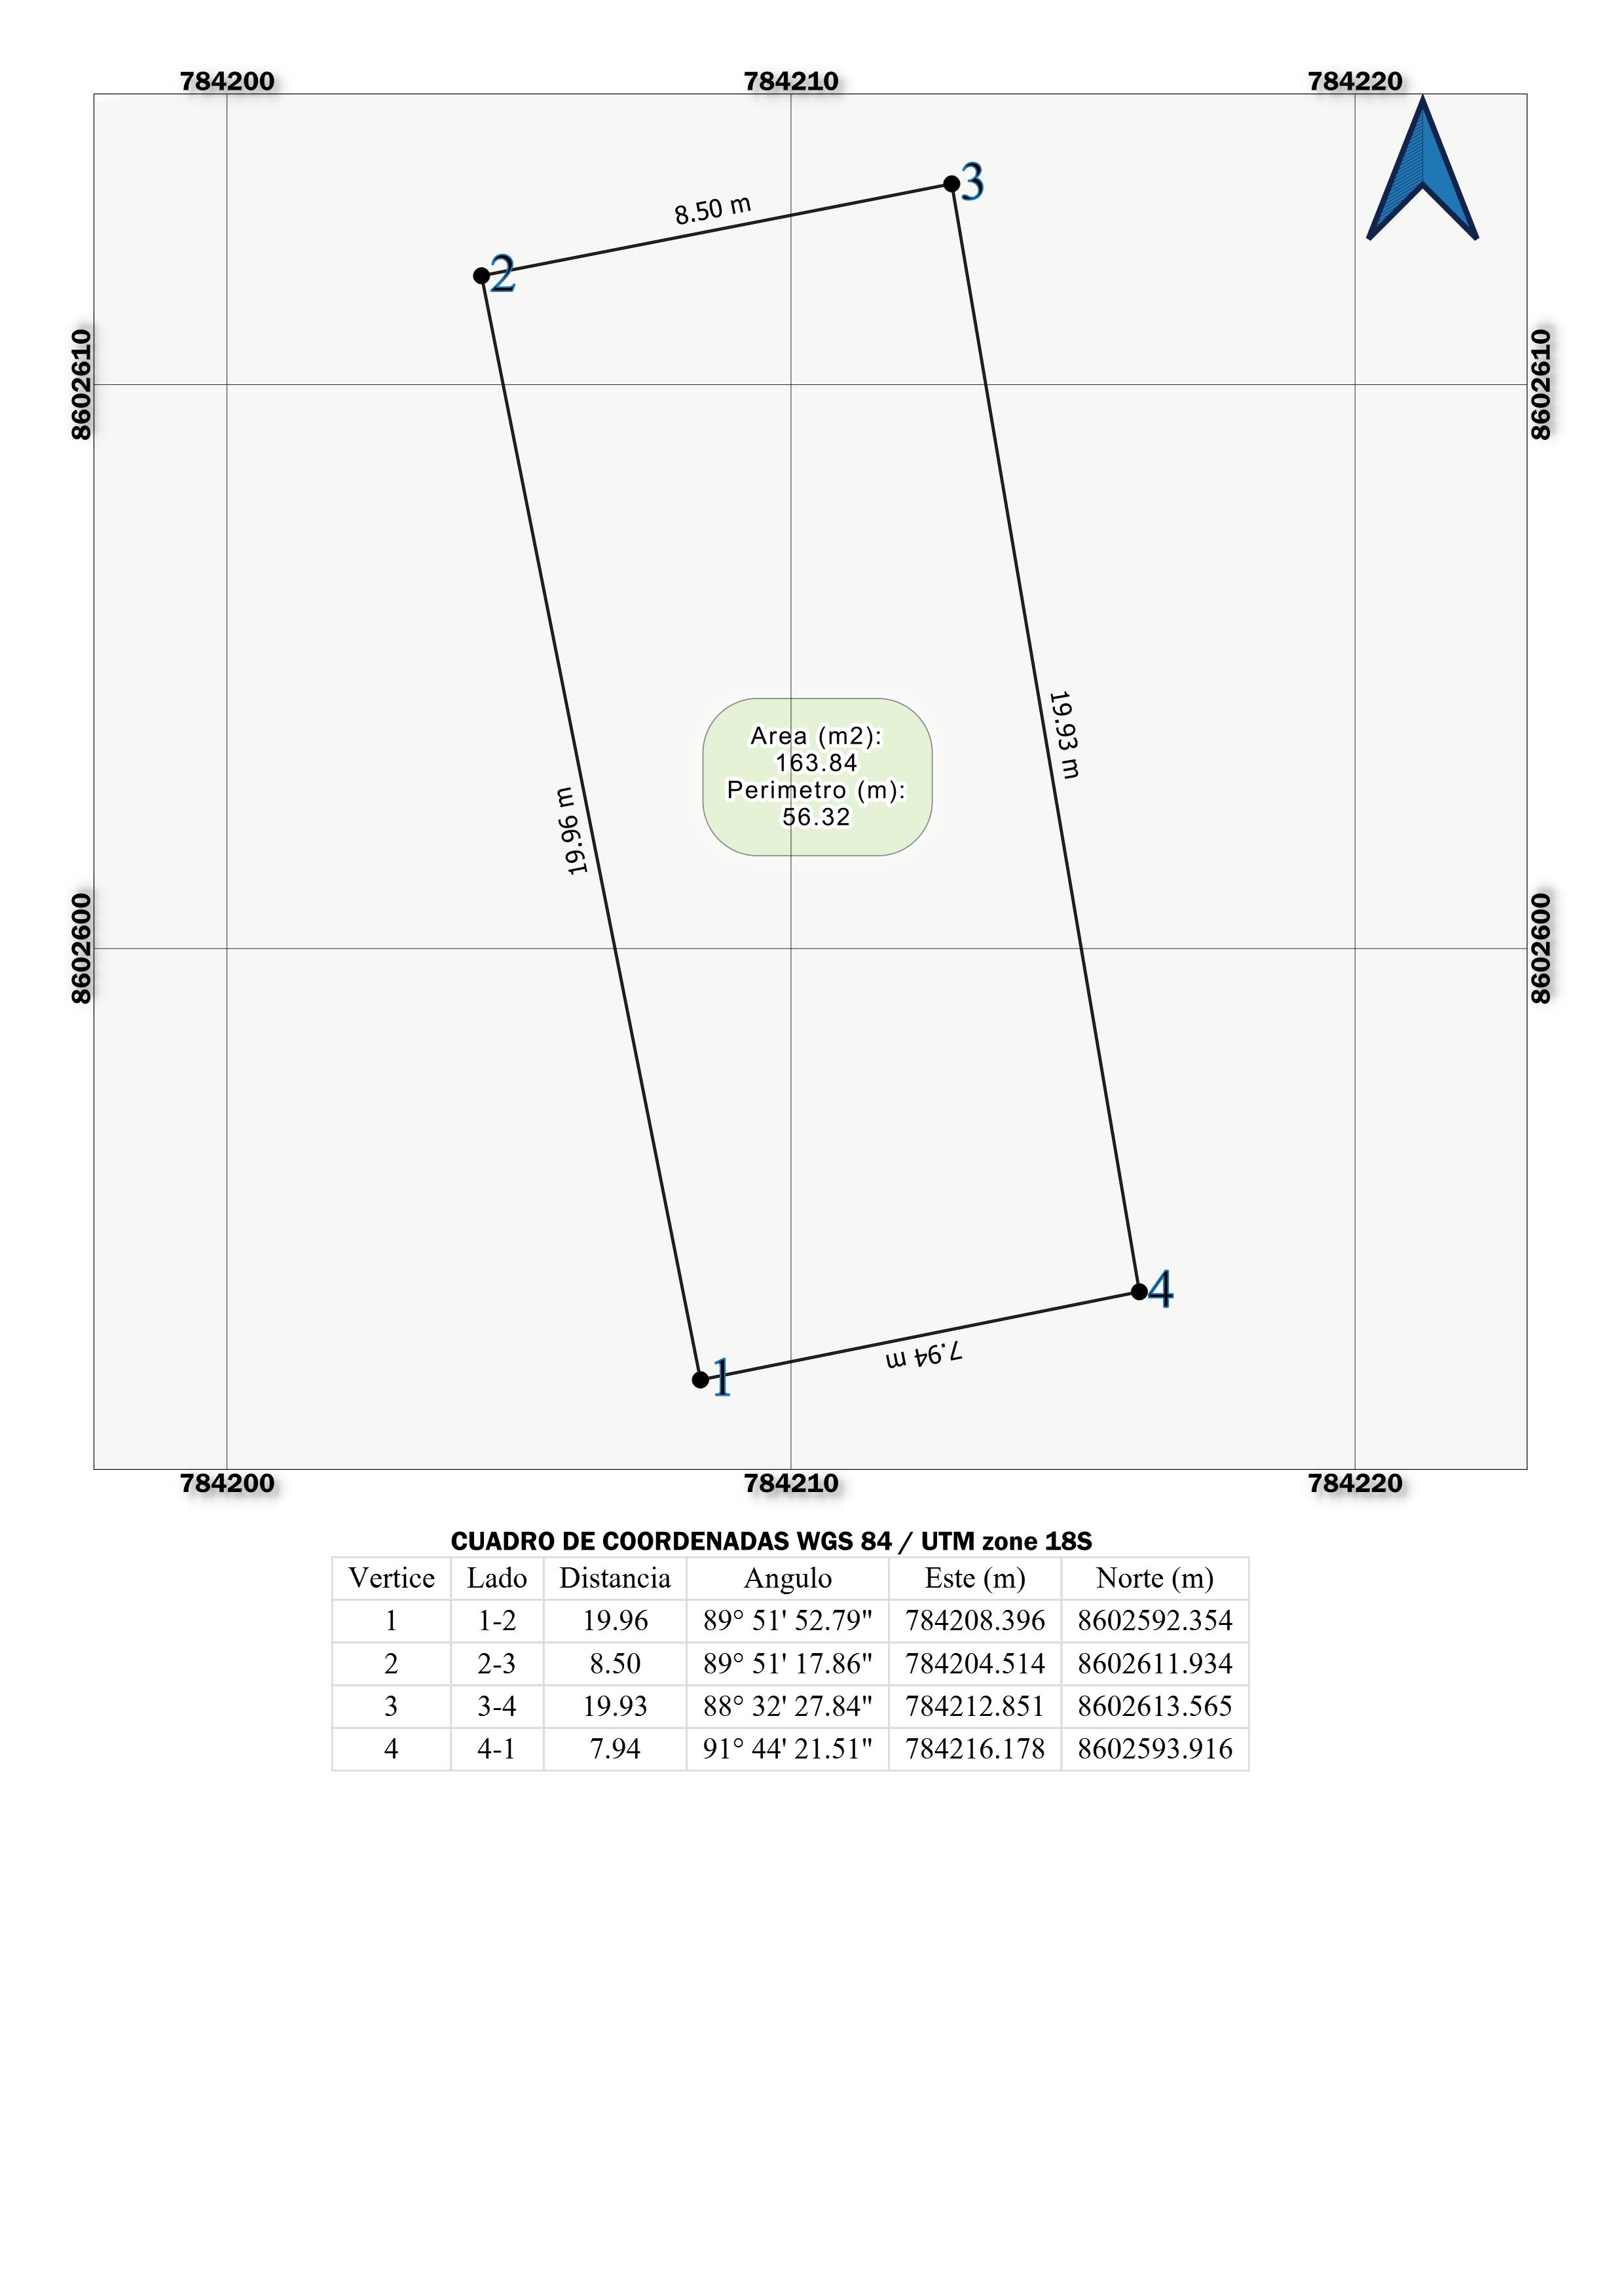 784200 784210 784220
3
8.50 m
2
8602610 8602610
19.93 m
Area (m2):
163.84
Perimetro (m):
56.32
19.96 m
8602600 8602600
4
7.94 m
1
784200 784210 784220
CUADRO DE COORDENADAS WGS 84 / UTM zone 18S
Vertice Lado Distancia Angulo Este (m) Norte (m)
1 1-2 19.96 89° 51' 52.79" 784208.396 8602592.354
2 2-3 8.50 89° 51' 17.86" 784204.514 8602611.934
3 3-4 19.93 88° 32' 27.84" 784212.851 8602613.565
4 4-1 7.94 91° 44' 21.51" 784216.178 8602593.916